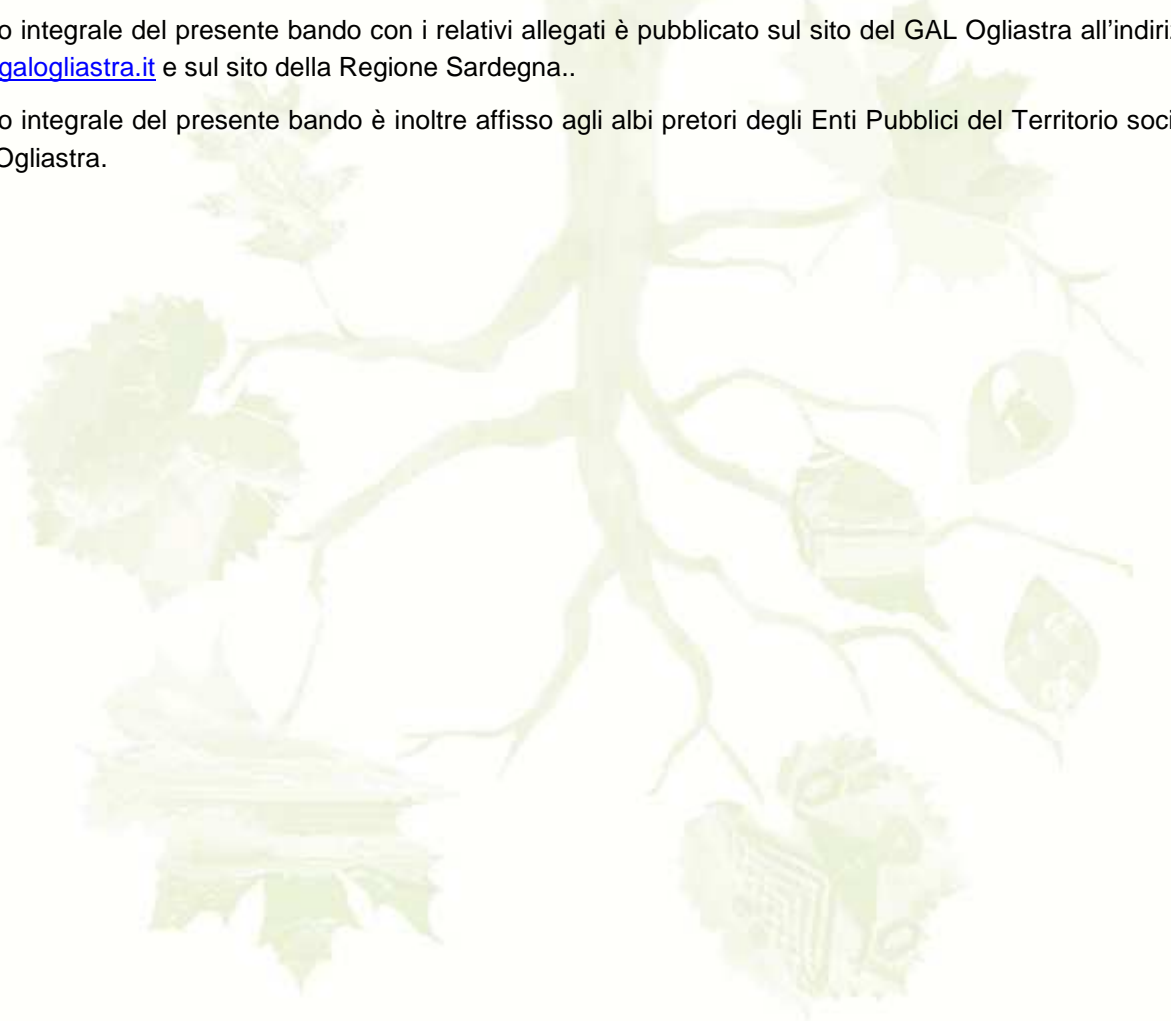 o integrale del presente bando con i relativi allegati è pubblicato sul sito del GAL Ogliastra all'indiri
galogliastra.it e sul sito della Regione Sardegna..
o integrale del presente bando è inoltre affisso agli albi pretori degli Enti Pubblici del Territorio soci
Ogliastra.